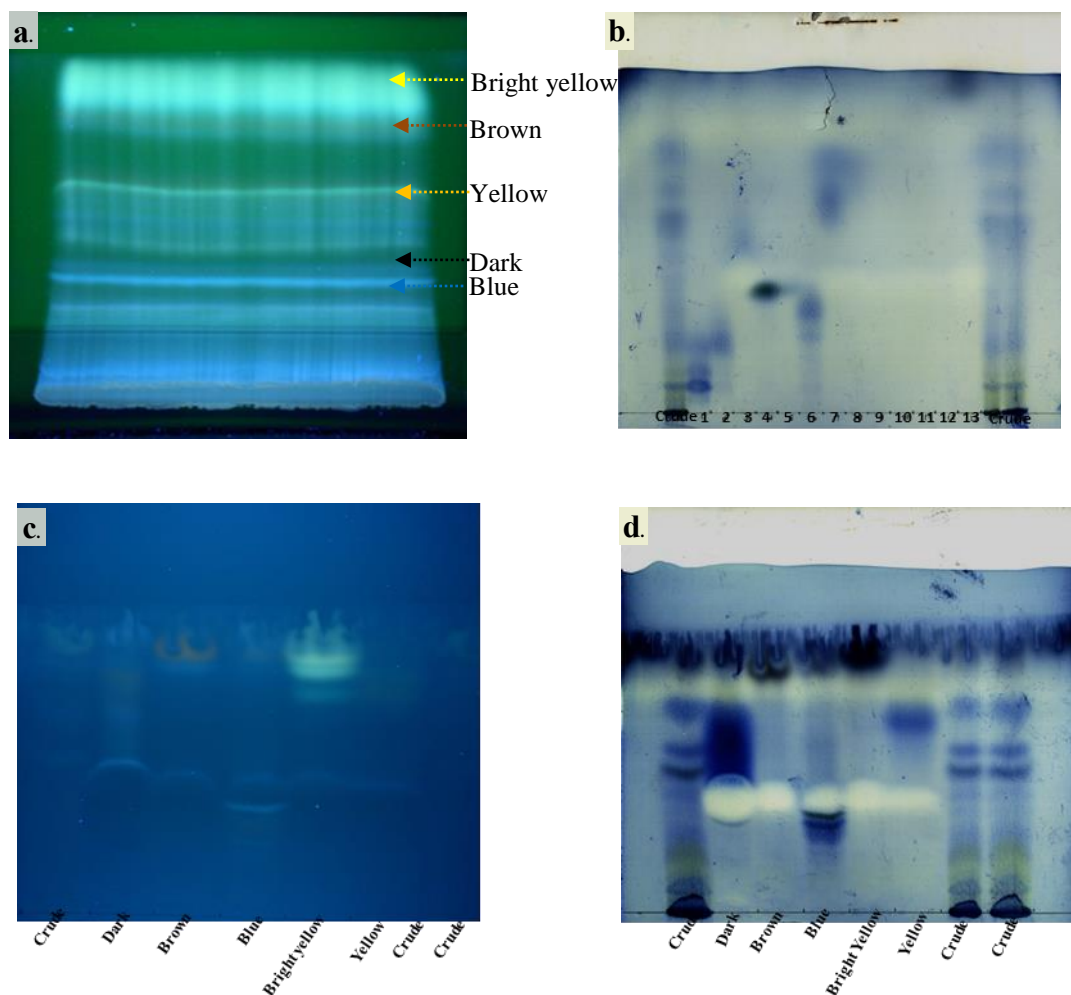 a.
Bright yellow
Brown
Yellow
Dark
Blue
b.
Crude 1 2 3 4 5 6 7 8 9 10 11 12 13 Crude
c.
Crude Dark Brown Blue Bright yellow Yellow Crude Crude
d.
Crude Dark Brown Blue Bright Yellow Yellow Crude Crude